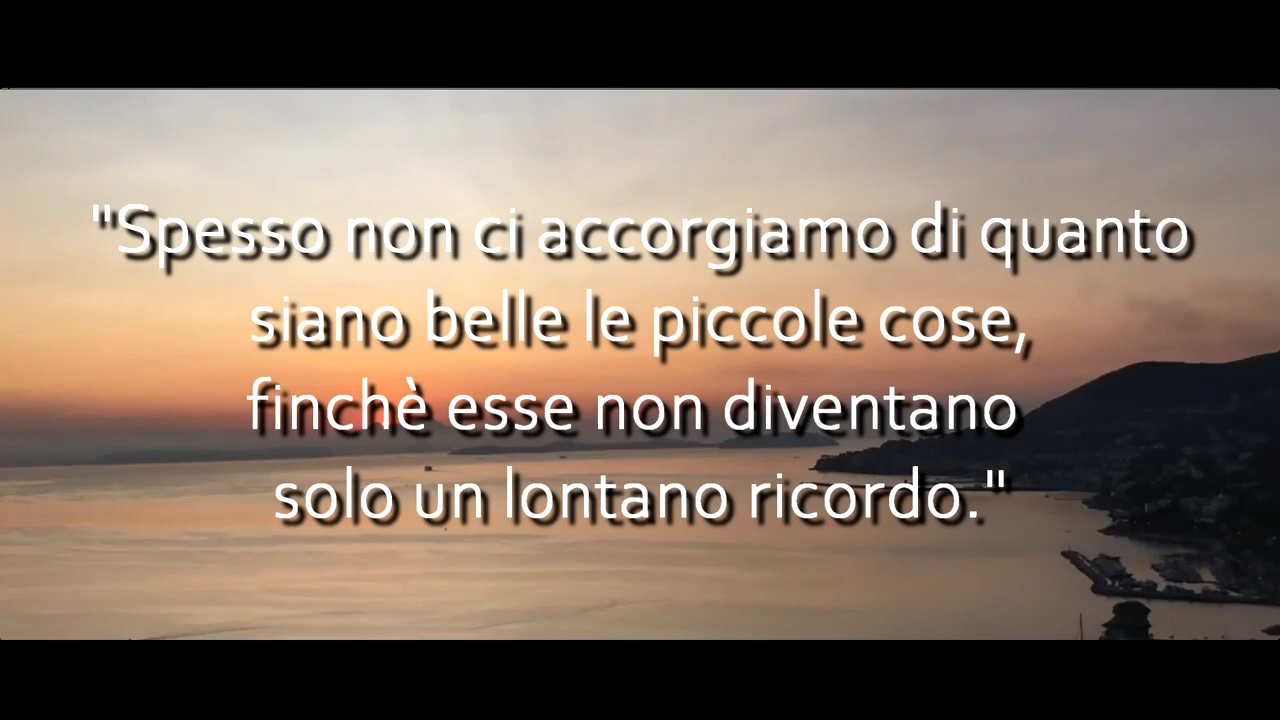 "Spesso non ci accorgiamo di quanto
siano belle le piccole cose,
finchè esse non diventano
solo un lontano ricordo."